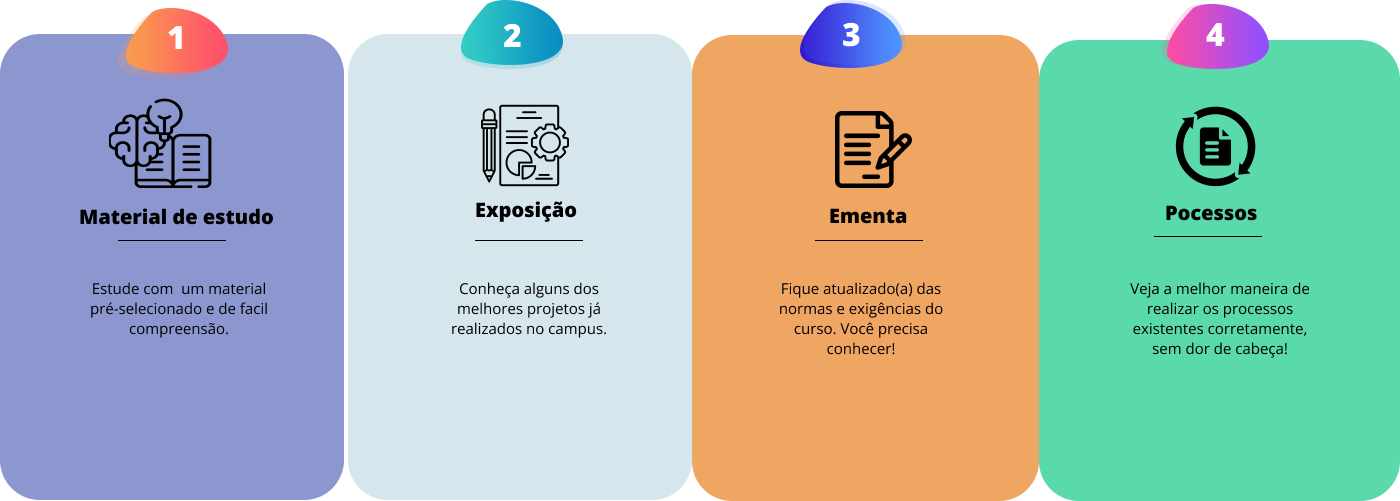 1
Material de estudo
Estude com  um material
pré-selecionado e de facil
compreensão.
2
Exposição
Conheça alguns dos
melhores projetos já
realizados no campus.
3
Ementa
Fique atualizado(a) das
normas e exigências do
curso. Você precisa
conhecer!
4
Pocessos
Veja a melhor maneira de
realizar os processos
existentes corretamente,
sem dor de cabeça!